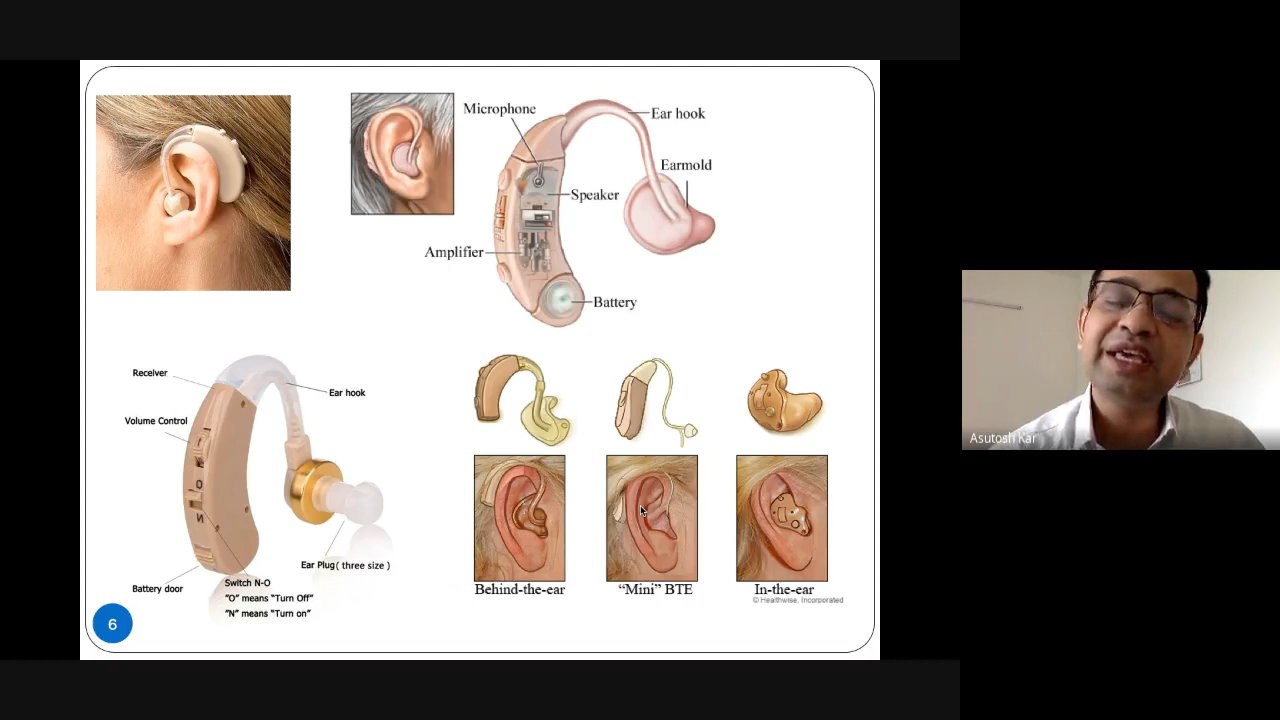 Microphone
Ear hook
Earmold
Speaker
Amplifier
Battery
Receiver
Ear hook
Volume Control
O
N
Ear Plug( three size )
Battery door
Switch N-O
"O" means "Turn Off"
"N" means "Turn on"
Behind-the-ear
“Mini” BTE
In-the-ear
© Healthwise, Incorporated
6
Asutosh Kar